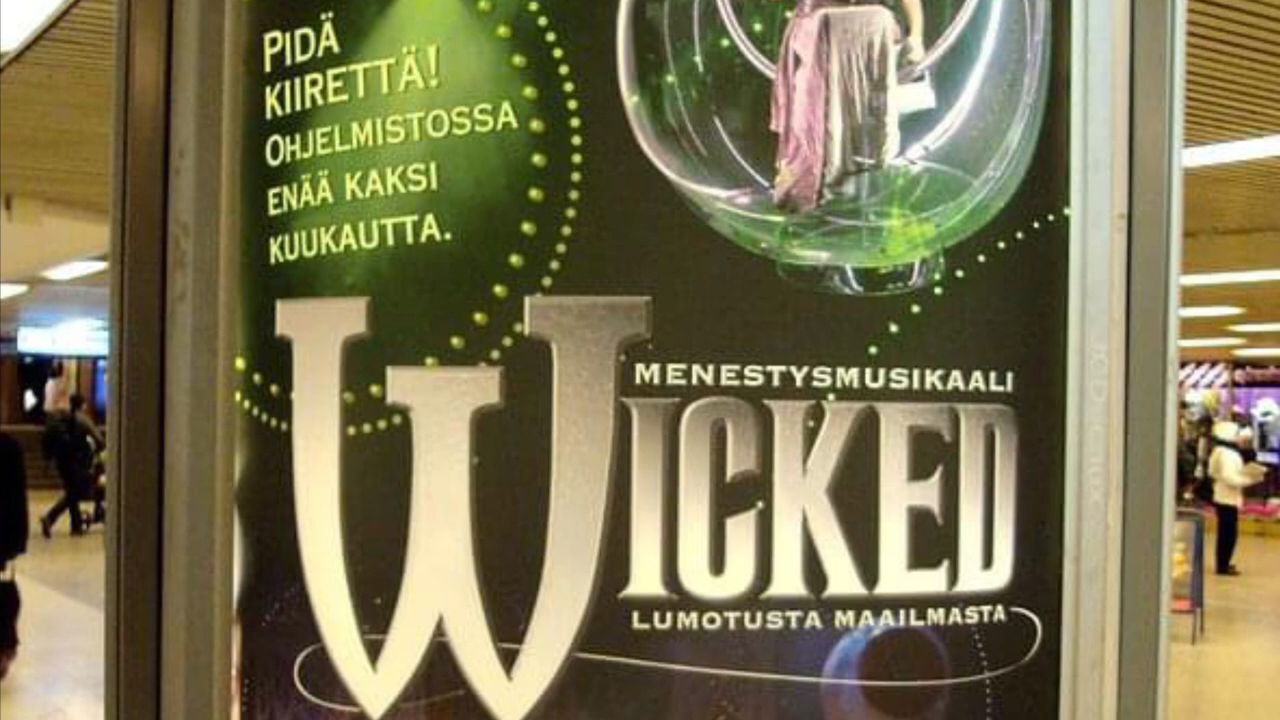 PIDÄ
KIIRETTÄ!
OHJELMISTOSSA
ENÄÄ KAKSI
KUUKAUTTA.
MENESTYSMUSIKAALI
WICKED
LUMOTUSTA MAAILMASTA